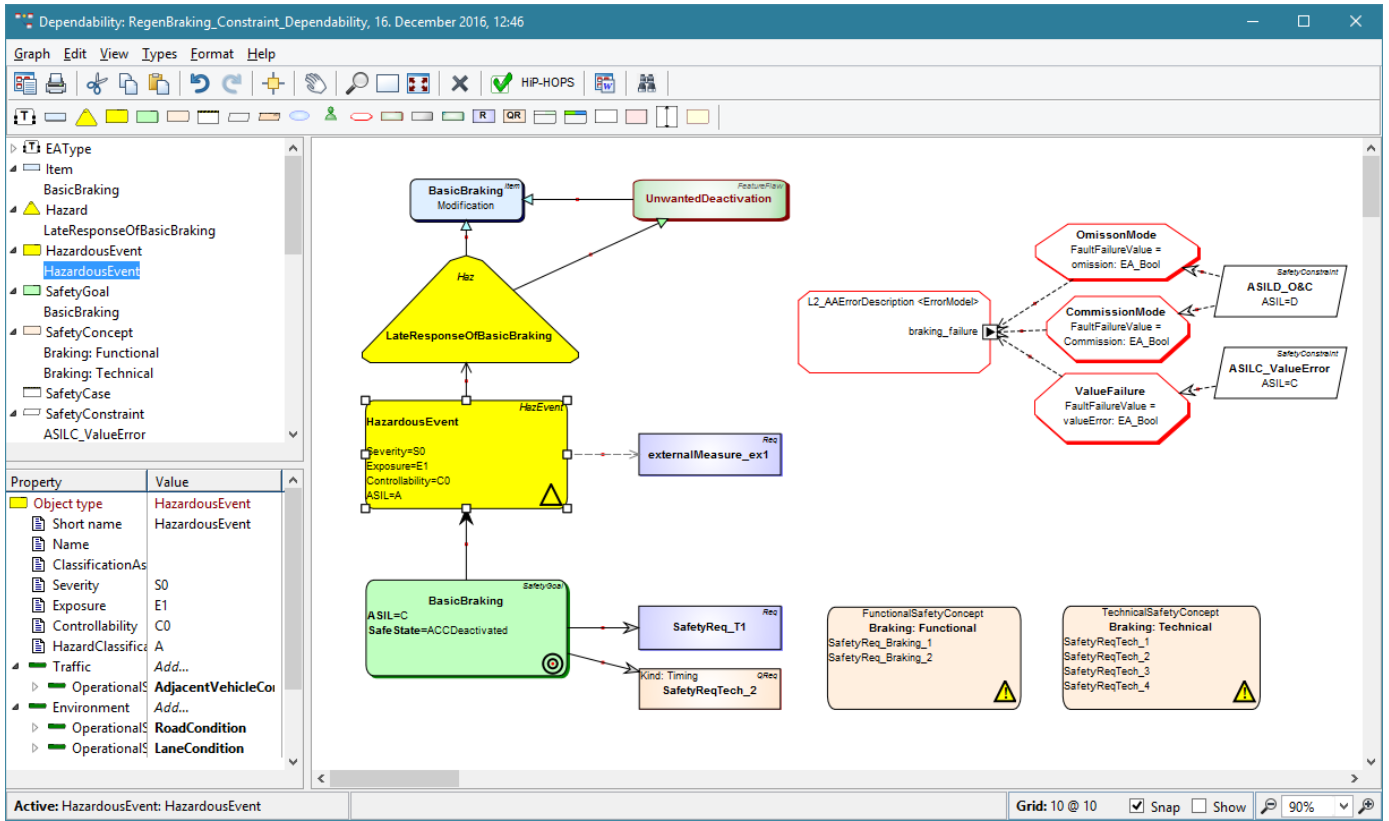 Dependability: RegenBraking_Constraint_Dependability, 16. December 2016, 12:46
Graph Edit View Types Format Help
HiP-HOPS
T
R
QR
EAType
Item
BasicBraking
Hazard
LateResponseOfBasicBraking
HazardousEvent
HazardousEvent
SafetyGoal
BasicBraking
SafetyConcept
Braking: Functional
Braking: Technical
SafetyCase
SafetyConstraint
ASILC_ValueError
Property Value
Object type HazardousEvent
Short name HazardousEvent
Name
ClassificationAs
Severity S0
Exposure E1
Controllability C0
HazardClassifica A
Traffic Add...
OperationalS AdjacentVehicleCon
Environment Add...
OperationalS RoadCondition
OperationalS LaneCondition
Item
BasicBraking
Modification
FeatureFlaw
UnwantedDeactivation
Haz
LateResponseOfBasicBraking
HazEvent
HazardousEvent
Severity=S0
Exposure=E1
Controllability=C0
ASIL=A
Req
externalMeasure_ex1
SafetyGoal
BasicBraking
ASIL=C
SafeState=ACCDeactivated
Req
SafetyReq_T1
Kind: Timing QReq
SafetyReqTech_2
L2_AAErrorDescription <ErrorModel>
braking_failure
OmissonMode
FaultFailureValue =
omission: EA_Bool
CommissionMode
FaultFailureValue =
Commission: EA_Bool
ValueFailure
FaultFailureValue =
valueError: EA_Bool
SafetyConstraint
ASILD_O&C
ASIL=D
SafetyConstraint
ASILC_ValueError
ASIL=C
FunctionalSafetyConcept
Braking: Functional
SafetyReq_Braking_1
SafetyReq_Braking_2
TechnicalSafetyConcept
Braking: Technical
SafetyReqTech_1
SafetyReqTech_2
SafetyReqTech_3
SafetyReqTech_4
Active: HazardousEvent: HazardousEvent
Grid: 10 @ 10 Snap Show 90%